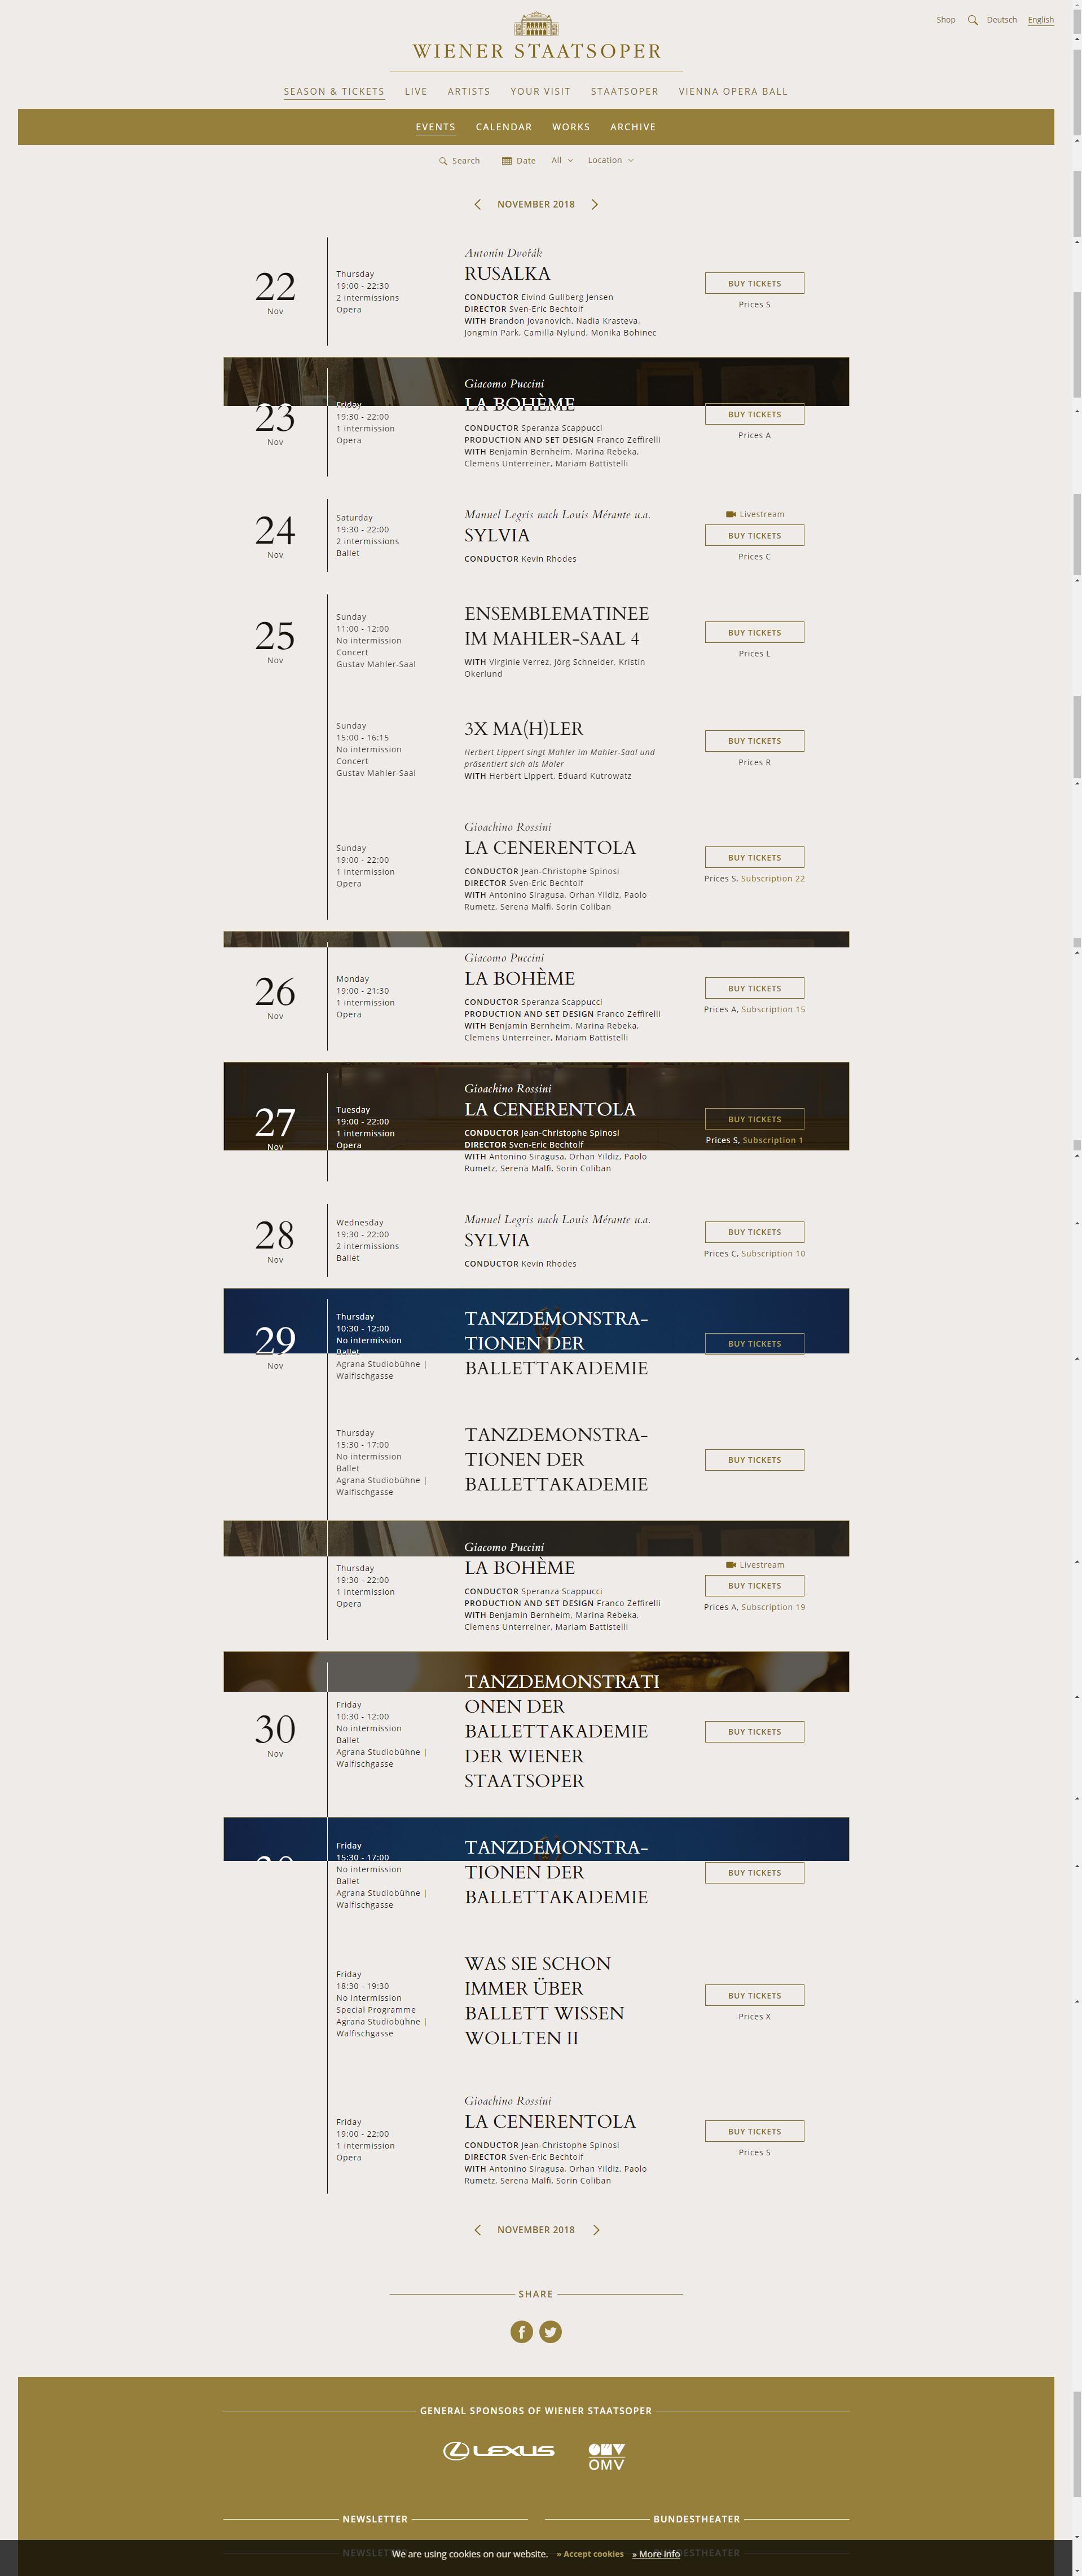 Shop Deutsch English
WIENER STAATSOPER
SEASON & TICKETS LIVE ARTISTS YOUR VISIT STAATSOPER VIENNA OPERA BALL
EVENTS CALENDAR WORKS ARCHIVE
Search Date All Location
NOVEMBER 2018
22
Nov
Thursday
19:00 - 22:30
2 intermissions
Opera
Antonín Dvořák
RUSALKA
CONDUCTOR Eivind Gullberg Jensen
DIRECTOR Sven-Eric Bechtolf
WITH Brandon Jovanovich, Nadia Krasteva,
Jongmin Park, Camilla Nylund, Monika Bohinec
BUY TICKETS
Prices S
23
Nov
Friday
19:30 - 22:00
1 intermission
Opera
Giacomo Puccini
LA BOHÈME
CONDUCTOR Speranza Scappucci
PRODUCTION AND SET DESIGN Franco Zeffirelli
WITH Benjamin Bernheim, Marina Rebeka,
Clemens Unterreiner, Mariam Battistelli
BUY TICKETS
Prices A
24
Nov
Saturday
19:30 - 22:00
2 intermissions
Ballet
Manuel Legris nach Louis Mérante u.a.
SYLVIA
CONDUCTOR Kevin Rhodes
Livestream
BUY TICKETS
Prices C
25
Nov
Sunday
11:00 - 12:00
No intermission
Concert
Gustav Mahler-Saal
ENSEMBLEMATINEE
IM MAHLER-SAAL 4
WITH Virginie Verrez, Jörg Schneider, Kristin
Okerlund
BUY TICKETS
Prices L
Sunday
15:00 - 16:15
No intermission
Concert
Gustav Mahler-Saal
3X MA(H)LER
Herbert Lippert singt Mahler im Mahler-Saal und
präsentiert sich als Maler
WITH Herbert Lippert, Eduard Kutrowatz
BUY TICKETS
Prices R
Sunday
19:00 - 22:00
1 intermission
Opera
Gioachino Rossini
LA CENERENTOLA
CONDUCTOR Jean-Christophe Spinosi
DIRECTOR Sven-Eric Bechtolf
WITH Antonino Siragusa, Orhan Yildiz, Paolo
Rumetz, Serena Malfi, Sorin Coliban
BUY TICKETS
Prices S, Subscription 22
26
Nov
Monday
19:00 - 21:30
1 intermission
Opera
Giacomo Puccini
LA BOHÈME
CONDUCTOR Speranza Scappucci
PRODUCTION AND SET DESIGN Franco Zeffirelli
WITH Benjamin Bernheim, Marina Rebeka,
Clemens Unterreiner, Mariam Battistelli
BUY TICKETS
Prices A, Subscription 15
27
Nov
Tuesday
19:00 - 22:00
1 intermission
Opera
Gioachino Rossini
LA CENERENTOLA
CONDUCTOR Jean-Christophe Spinosi
DIRECTOR Sven-Eric Bechtolf
WITH Antonino Siragusa, Orhan Yildiz, Paolo
Rumetz, Serena Malfi, Sorin Coliban
BUY TICKETS
Prices S, Subscription 1
28
Nov
Wednesday
19:30 - 22:00
2 intermissions
Ballet
Manuel Legris nach Louis Mérante u.a.
SYLVIA
CONDUCTOR Kevin Rhodes
BUY TICKETS
Prices C, Subscription 10
29
Nov
Thursday
10:30 - 12:00
No intermission
Ballet
Agrana Studiobühne |
Walfischgasse
TANZDEMONSTRA-
TIONEN DER
BALLETTAKADEMIE
BUY TICKETS
Thursday
15:30 - 17:00
No intermission
Ballet
Agrana Studiobühne |
Walfischgasse
TANZDEMONSTRA-
TIONEN DER
BALLETTAKADEMIE
BUY TICKETS
Thursday
19:30 - 22:00
1 intermission
Opera
Giacomo Puccini
LA BOHÈME
CONDUCTOR Speranza Scappucci
PRODUCTION AND SET DESIGN Franco Zeffirelli
WITH Benjamin Bernheim, Marina Rebeka,
Clemens Unterreiner, Mariam Battistelli
Livestream
BUY TICKETS
Prices A, Subscription 19
30
Nov
Friday
10:30 - 12:00
No intermission
Ballet
Agrana Studiobühne |
Walfischgasse
TANZDEMONSTRATI
ONEN DER
BALLETTAKADEMIE
DER WIENER
STAATSOPER
BUY TICKETS
Friday
15:30 - 17:00
No intermission
Ballet
Agrana Studiobühne |
Walfischgasse
TANZDEMONSTRA-
TIONEN DER
BALLETTAKADEMIE
BUY TICKETS
Friday
18:30 - 19:30
No intermission
Special Programme
Agrana Studiobühne |
Walfischgasse
WAS SIE SCHON
IMMER ÜBER
BALLETT WISSEN
WOLLTEN II
BUY TICKETS
Prices X
Friday
19:00 - 22:00
1 intermission
Opera
Gioachino Rossini
LA CENERENTOLA
CONDUCTOR Jean-Christophe Spinosi
DIRECTOR Sven-Eric Bechtolf
WITH Antonino Siragusa, Orhan Yildiz, Paolo
Rumetz, Serena Malfi, Sorin Coliban
BUY TICKETS
Prices S
NOVEMBER 2018
SHARE
GENERAL SPONSORS OF WIENER STAATSOPER
LEXUS OMV
NEWSLETTER BUNDESTHEATER
We are using cookies on our website. » Accept cookies » More info